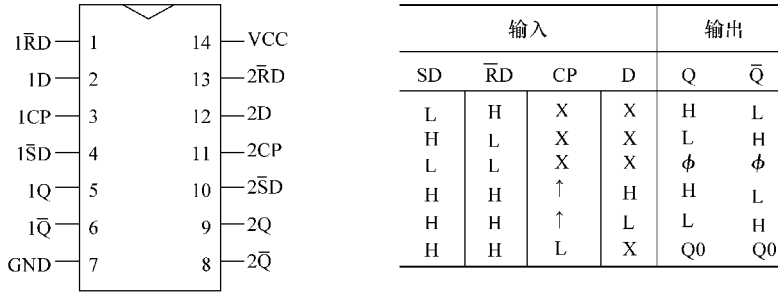 1R̅D 1 14 VCC
1D 2 13 2R̅D
1CP 3 12 2D
1S̅D 4 11 2CP
1Q 5 10 2S̅D
1Q̅ 6 9 2Q
GND 7 8 2Q̅
输入 输出
SD R̅D CP D Q Q̅
L H X X H L
H L X X L H
L L X X ϕ ϕ
H H ↑ H H L
H H ↑ L L H
H H L X Q0 Q0